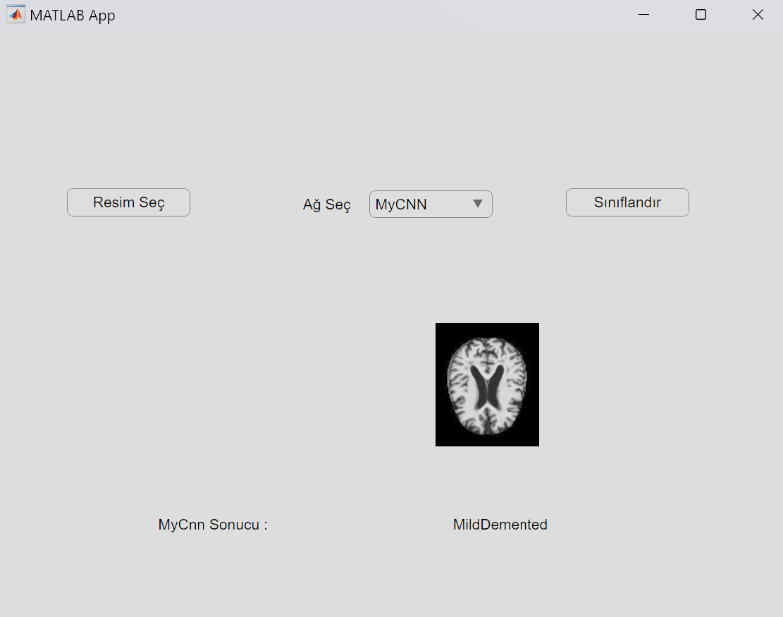 MATLAB App
Resim Seç
Ağ Seç
MyCNN
Sınıflandır
MyCnn Sonucu :
MildDemented